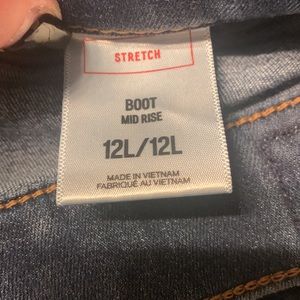 STRETCH
BOOT
MID RISE
12L/12L
MADE IN VIETNAM
FABRIQUÉ AU VIETNAM